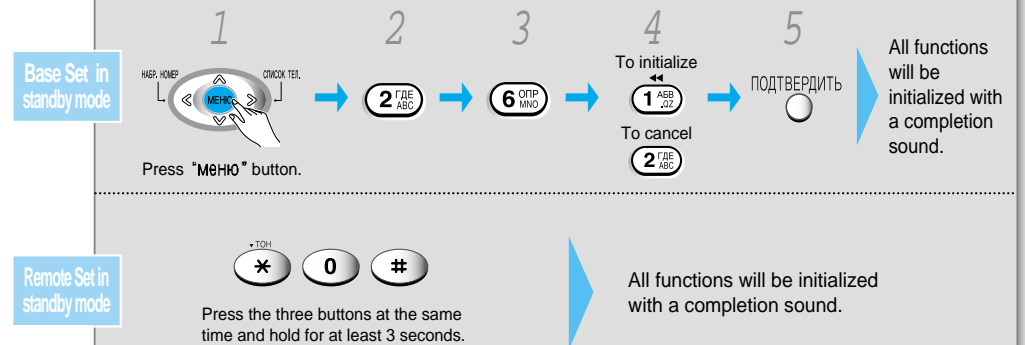 1 2 3 4 5
Base Set in
standby mode
НАБР. НОМЕР
СПИСОК ТЕЛ.
МЕНЮ
Press "меню" button.
2 ГДЕ ABC
6 ОПР MNO
To initialize
1 АБВ .QZ
To cancel
2 ГДЕ ABC
ПОДТВЕРДИТЬ
All functions
will be
initialized with
a completion
sound.
Remote Set in
standby mode
▾ ТОН
* 0 #
Press the three buttons at the same
time and hold for at least 3 seconds.
All functions will be initialized
with a completion sound.